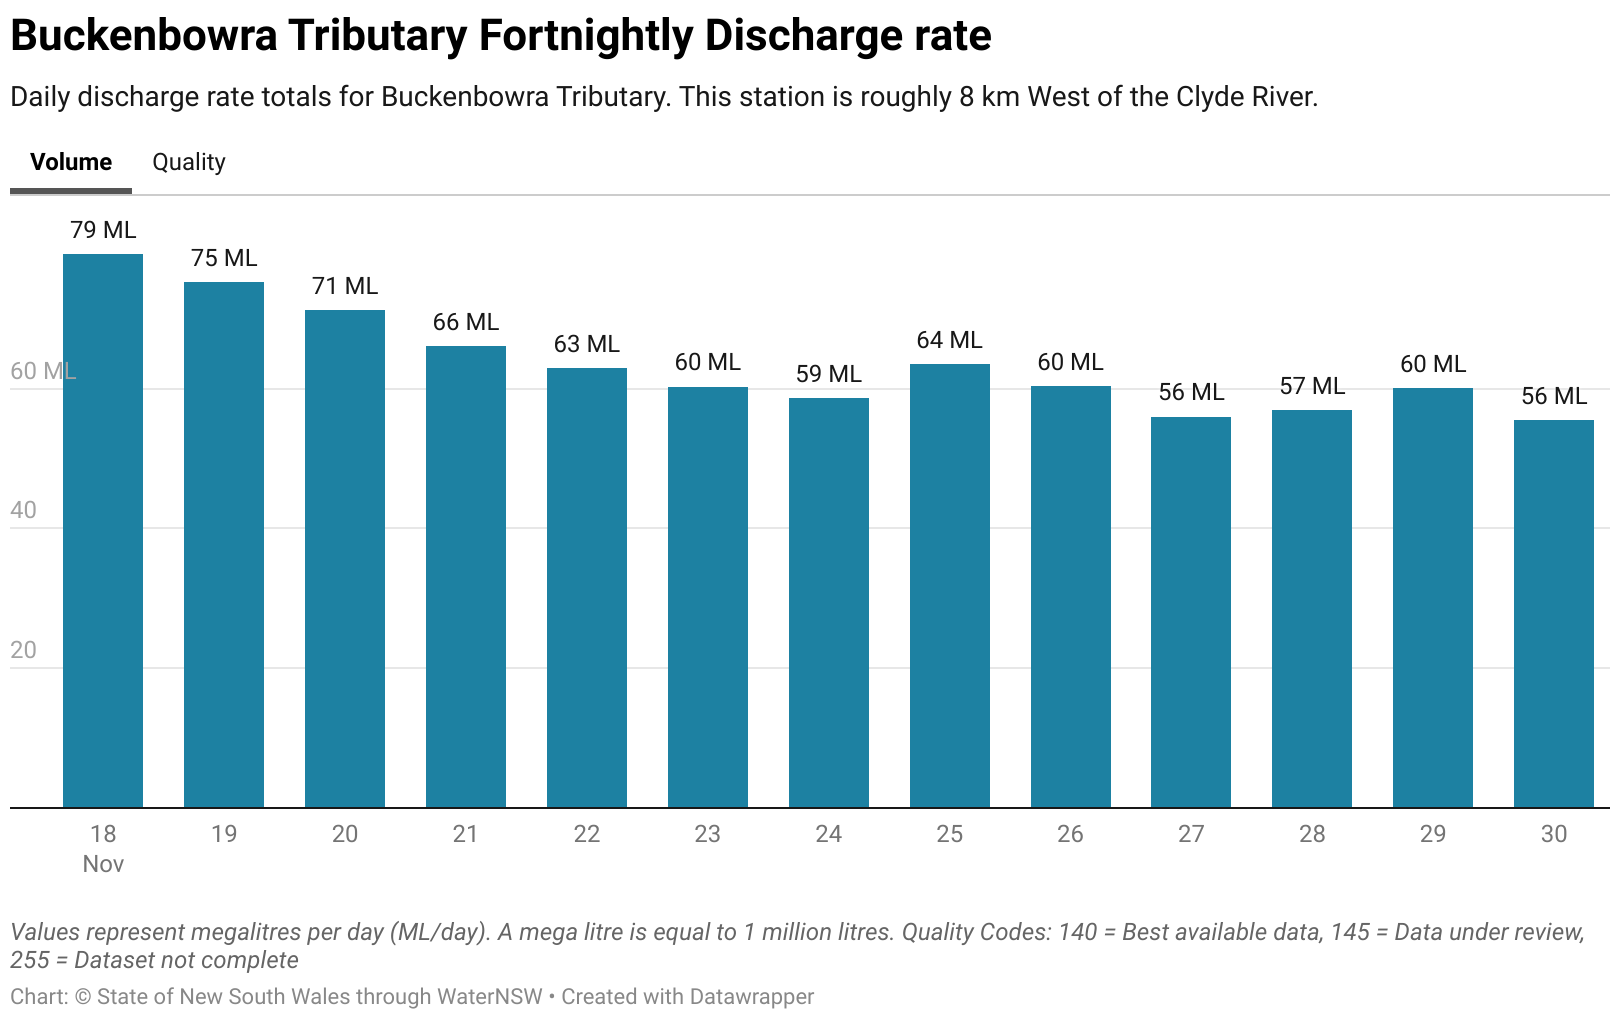 Buckenbowra Tributary Fortnightly Discharge rate
Daily discharge rate totals for Buckenbowra Tributary. This station is roughly 8 km West of the Clyde River.
Volume Quality
79 ML
75 ML
71 ML
66 ML
63 ML
60 ML
59 ML
64 ML
60 ML
56 ML
57 ML
60 ML
56 ML
60 ML
40
20
18 19 20 21 22 23 24 25 26 27 28 29 30
Nov
Values represent megalitres per day (ML/day). A mega litre is equal to 1 million litres. Quality Codes: 140 = Best available data, 145 = Data under review,
255 = Dataset not complete
Chart: © State of New South Wales through WaterNSW • Created with Datawrapper